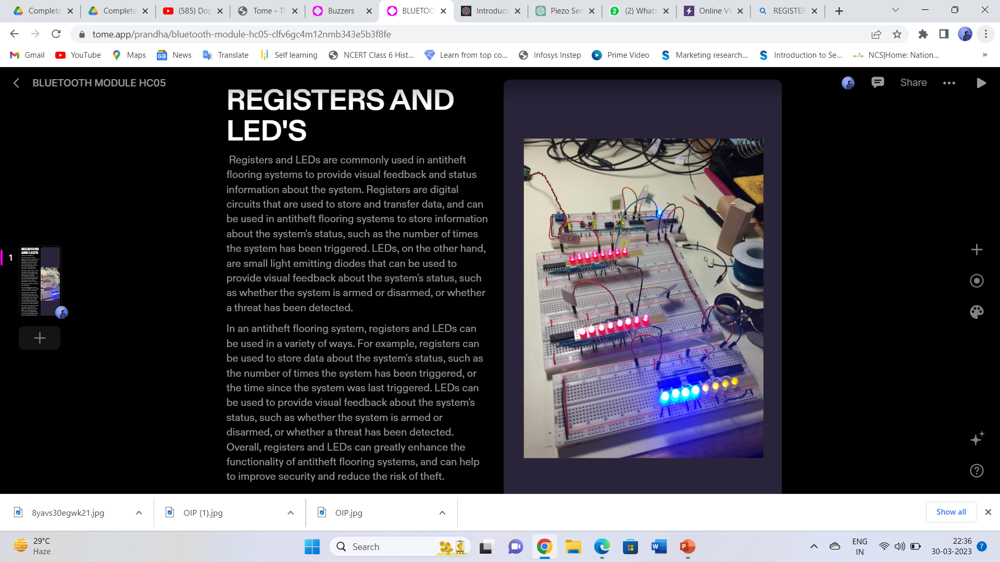 Complete
Complete
(585) Dop
Tome - Th
Buzzers
BLUETOO
Introduci
Piezo Sen
(2) Whats
Online VE
REGISTER
tome.app/prandha/bluetooth-module-hc05-clfv6gc4m12nmb343e5b3f8fe
Gmail
YouTube
Maps
News
Translate
Self learning
NCERT Class 6 Hist...
Learn from top co...
Infosys Instep
Prime Video
Marketing research...
Introduction to Se...
NCS|Home: Nation...
»
BLUETOOTH MODULE HC05
Share
REGISTERS AND
LED'S
Registers and LEDs are commonly used in antitheft
flooring systems to provide visual feedback and status
information about the system. Registers are digital
circuits that are used to store and transfer data, and can
be used in antitheft flooring systems to store information
about the system's status, such as the number of times
the system has been triggered. LEDs, on the other hand,
are small light emitting diodes that can be used to
provide visual feedback about the system's status, such
as whether the system is armed or disarmed, or whether
a threat has been detected.
In an antitheft flooring system, registers and LEDs can
be used in a variety of ways. For example, registers can
be used to store data about the system's status, such as
the number of times the system has been triggered, or
the time since the system was last triggered. LEDs can
be used to provide visual feedback about the system's
status, such as whether the system is armed or
disarmed, or whether a threat has been detected.
Overall, registers and LEDs can greatly enhance the
functionality of antitheft flooring systems, and can help
to improve security and reduce the risk of theft.
CLR
1
REGISTERS
AND LED'S
8yavs30egwk21.jpg
OIP (1).jpg
OIP.jpg
Show all
29°C
Haze
Search
ENG
IN
22:36
30-03-2023
7